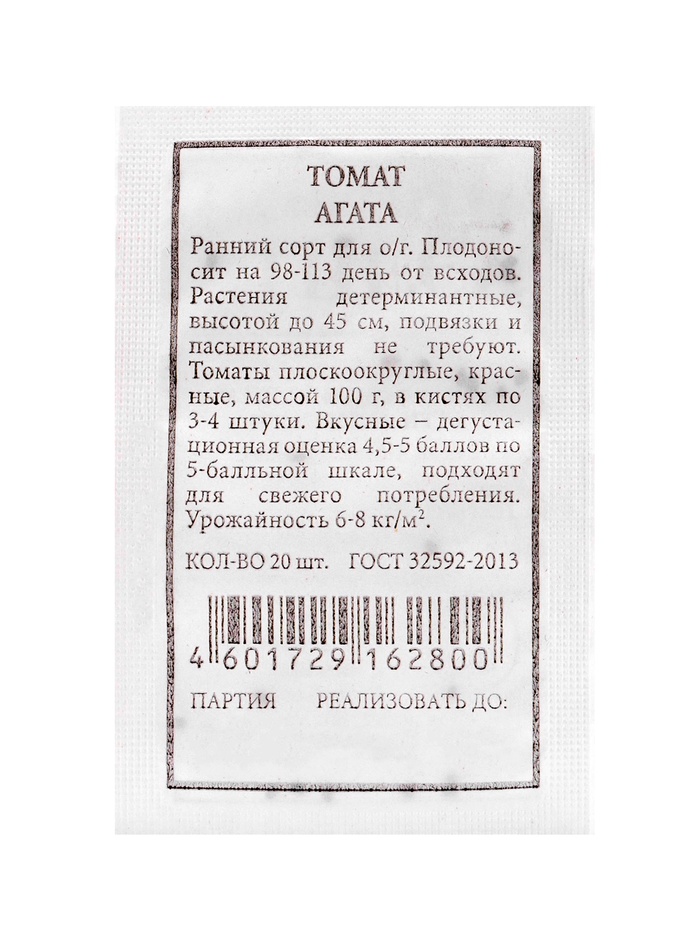 ТОМАТ
АГАТА
Ранний сорт для о/г. Плодоно-
сит на 98-113 день от всходов.
Растения детерминантные,
высотой до 45 см, подвязки и
пасынкования не требуют.
Томаты плоскоокруглые, крас-
ные, массой 100 г, в кистях по
3-4 штуки. Вкусные – дегуста-
ционная оценка 4,5-5 баллов по
5-балльной шкале, подходят
для свежего потребления.
Урожайность 6-8 кг/м².
КОЛ-ВО 20 шт. ГОСТ 32592-2013
4 601729 162800
ПАРТИЯ РЕАЛИЗОВАТЬ ДО: